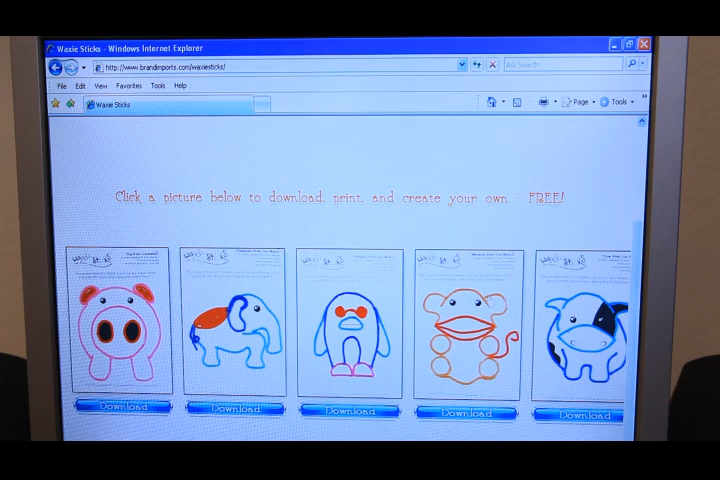 Waxie Sticks - Windows Internet Explorer
http://www.brandimports.com/waxiesticks/
Ask Search
File Edit View Favorites Tools Help
Waxie Sticks
Page Tools
Click a picture below to download, print, and create your own - FREE!
Download Download Download Download Download